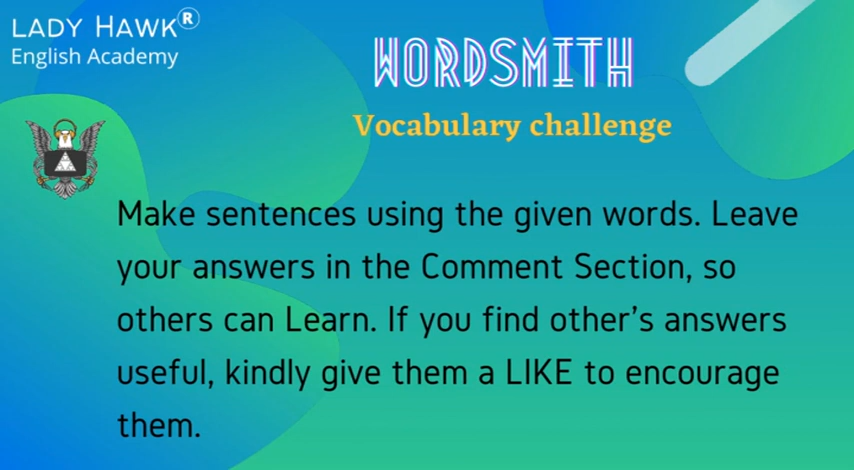 LADY HAWK®
English Academy
WORDSMITH
Vocabulary challenge
Make sentences using the given words. Leave
your answers in the Comment Section, so
others can Learn. If you find other's answers
useful, kindly give them a LIKE to encourage
them.